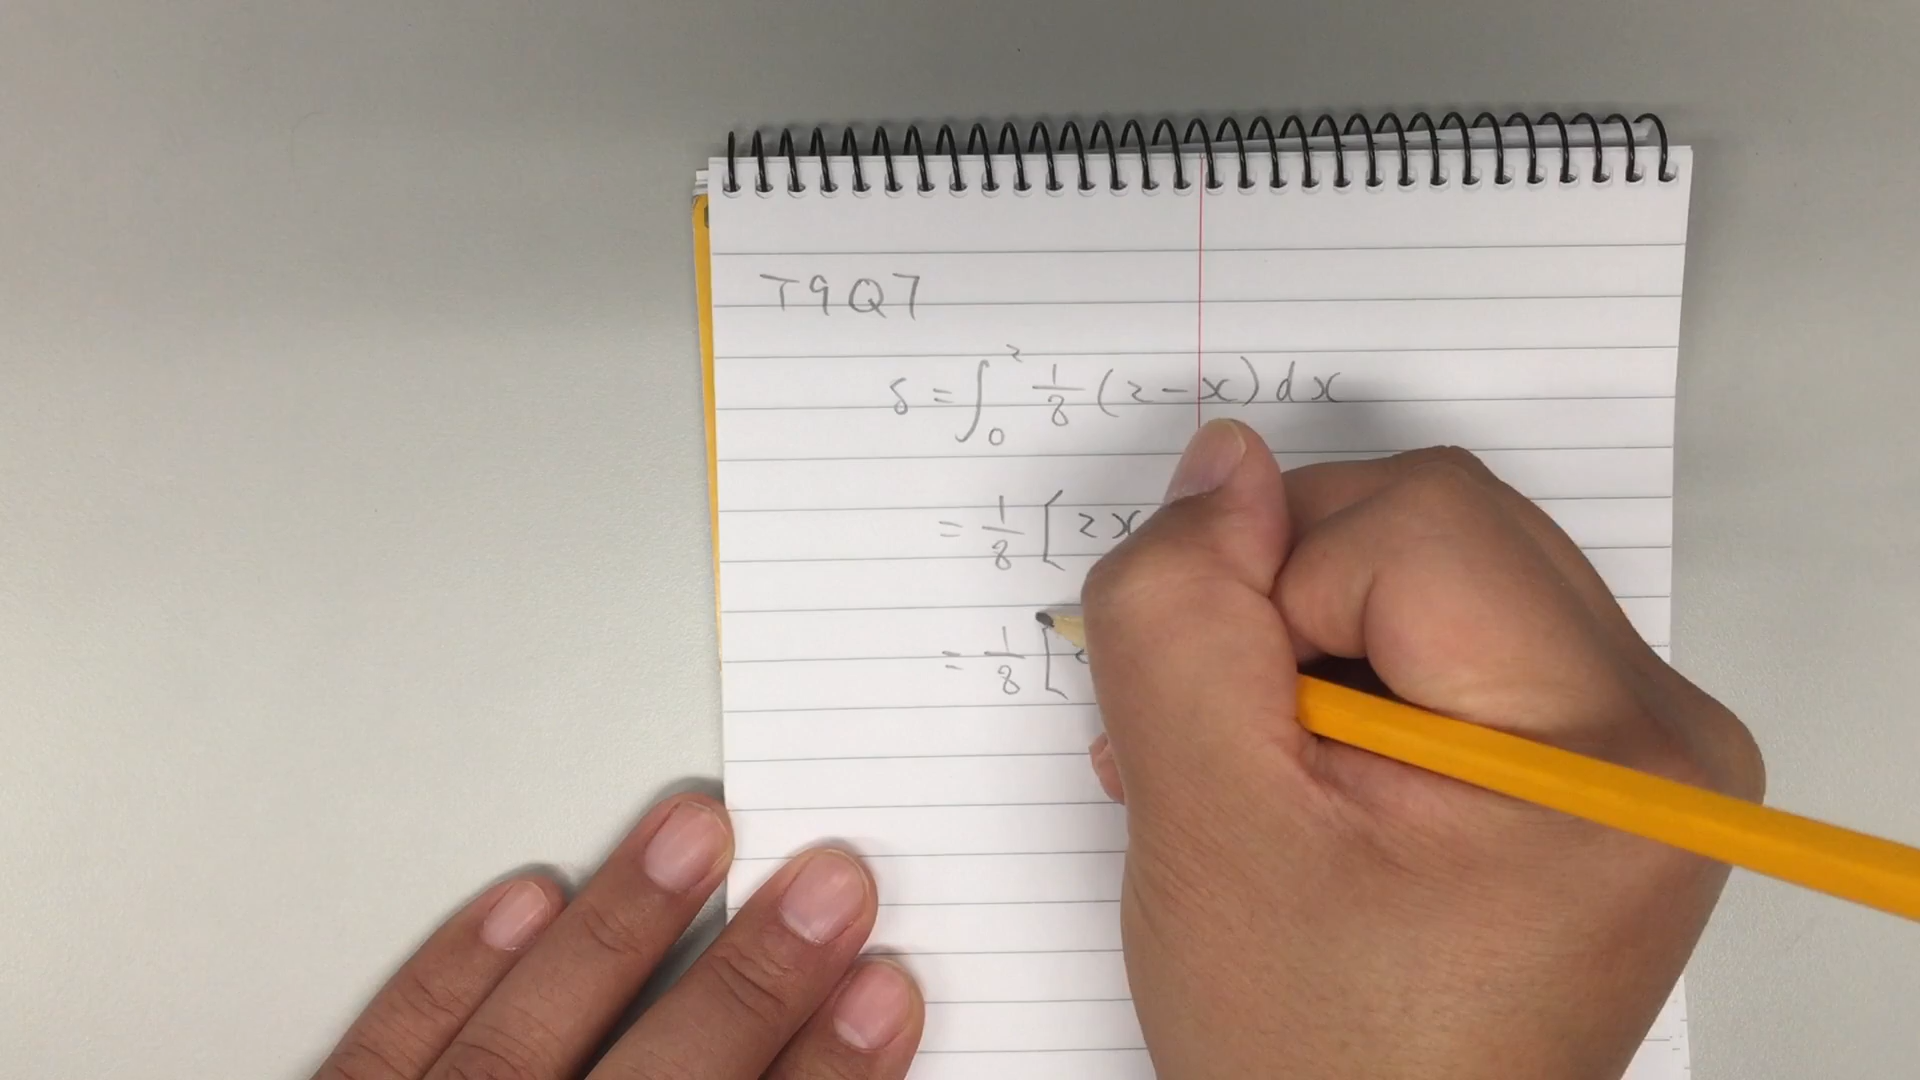 T9Q7
δ = ∫₀² 1/8 (2-x) dx
= 1/8 [ 2x
= 1/8 [